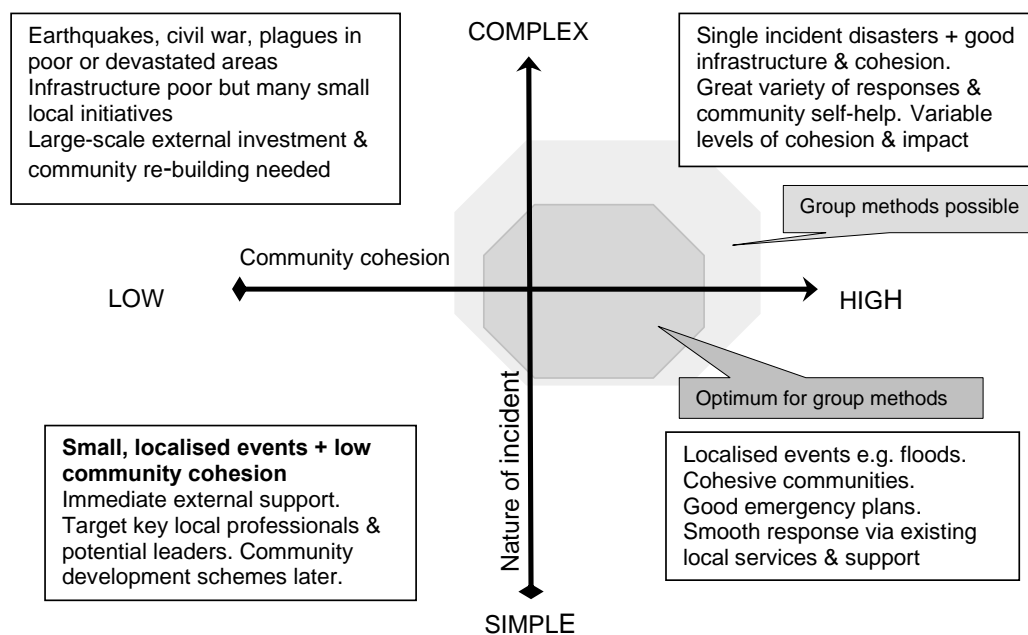 Earthquakes, civil war, plagues in
poor or devastated areas
Infrastructure poor but many small
local initiatives
Large-scale external investment &
community re-building needed
COMPLEX
Single incident disasters + good
infrastructure & cohesion.
Great variety of responses &
community self-help. Variable
levels of cohesion & impact
Group methods possible
Community cohesion
LOW
HIGH
Optimum for group methods
Nature of incident
Small, localised events + low
community cohesion
Immediate external support.
Target key local professionals &
potential leaders. Community
development schemes later.
Localised events e.g. floods.
Cohesive communities.
Good emergency plans.
Smooth response via existing
local services & support
SIMPLE